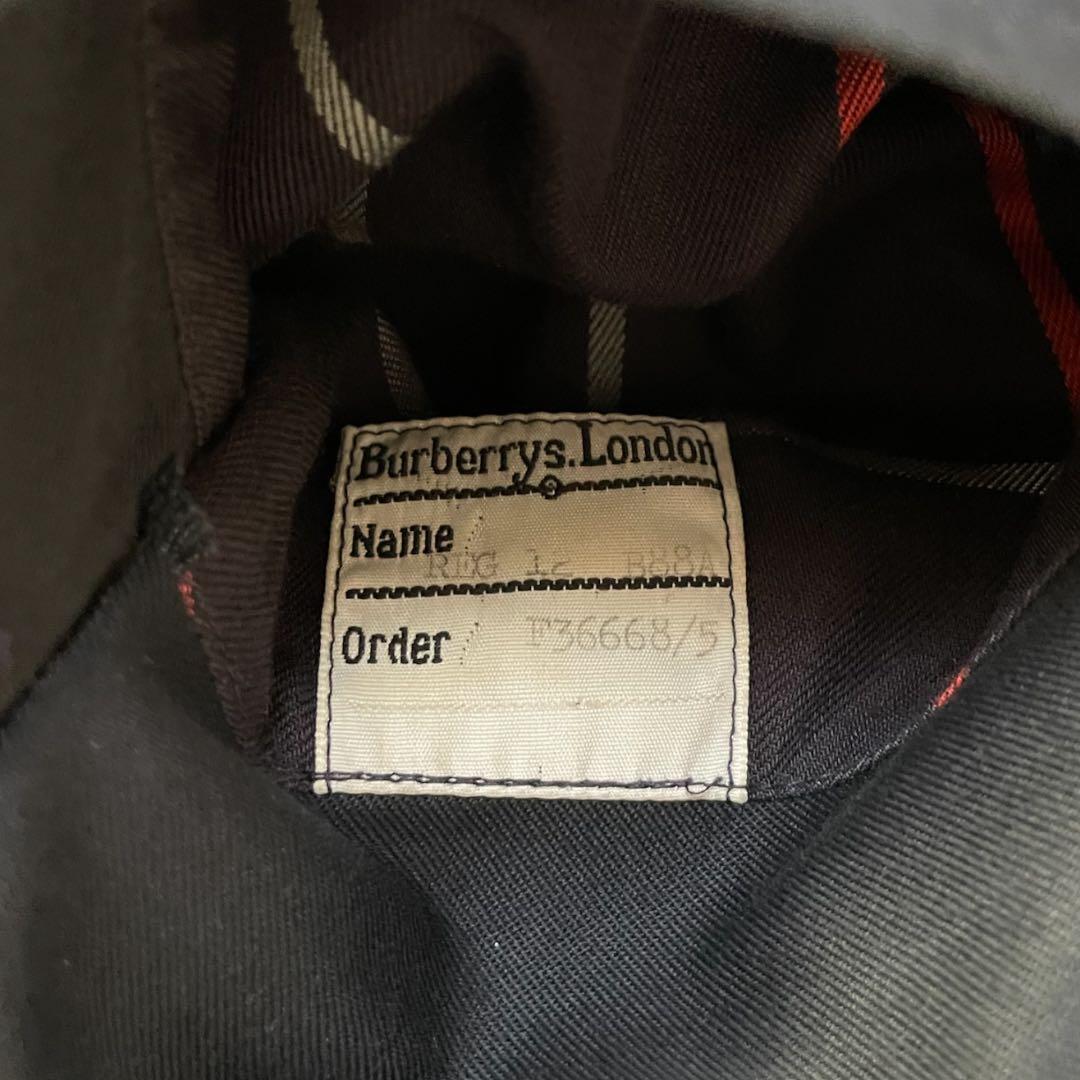 Burberrys.London
Name
REG 12 B88A
Order F36668/5